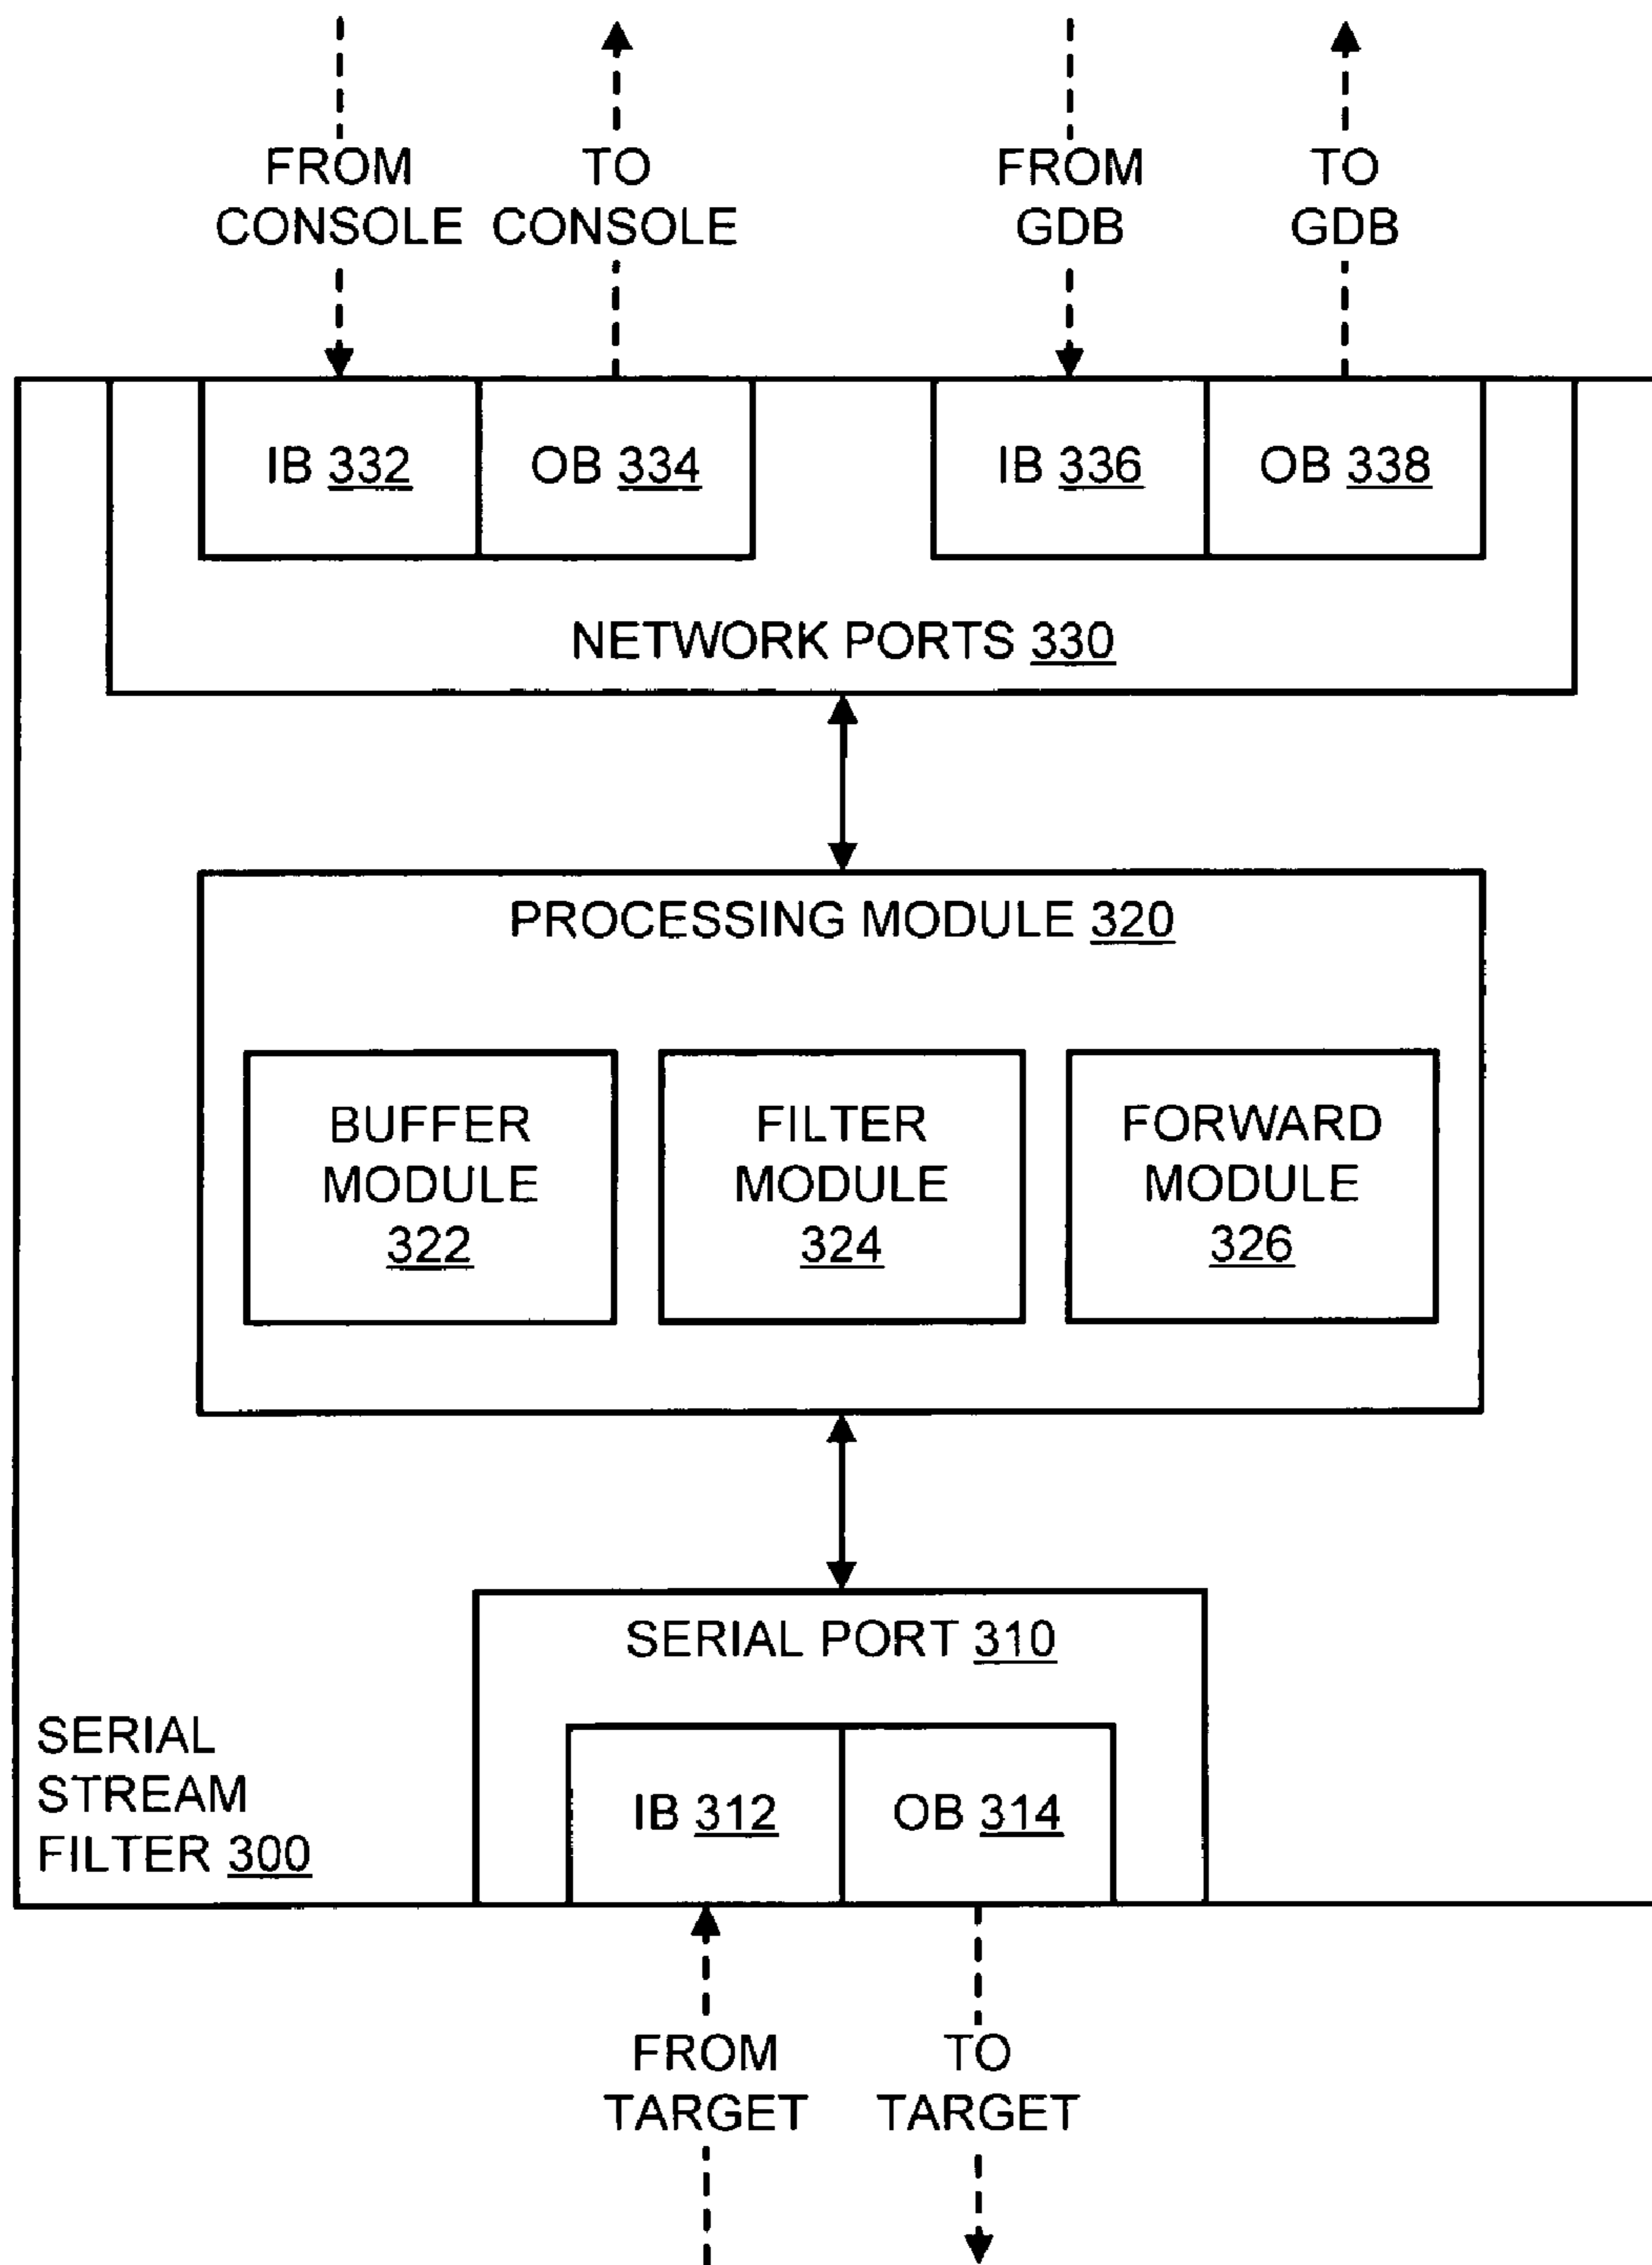 FROM CONSOLE
TO CONSOLE
FROM GDB
TO GDB
IB 332
OB 334
IB 336
OB 338
NETWORK PORTS 330
PROCESSING MODULE 320
BUFFER
MODULE
322
FILTER
MODULE
324
FORWARD
MODULE
326
SERIAL PORT 310
IB 312
OB 314
SERIAL
STREAM
FILTER 300
FROM
TARGET
TO
TARGET